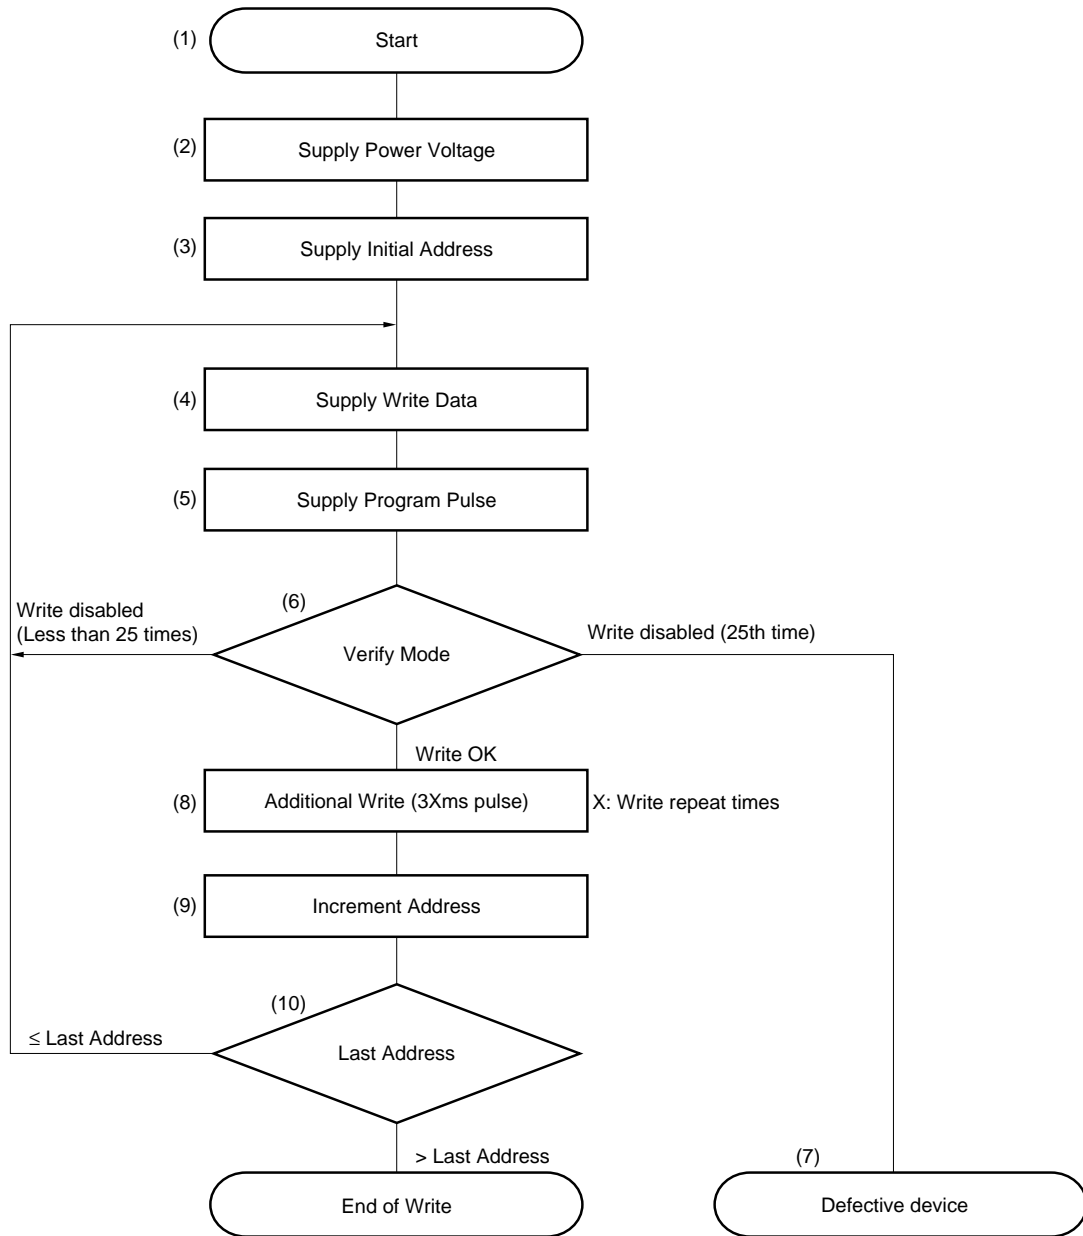 (1)
Start
(2)
Supply Power Voltage
(3)
Supply Initial Address
(4)
Supply Write Data
(5)
Supply Program Pulse
(6)
Write disabled
(Less than 25 times)
Verify Mode
Write disabled (25th time)
Write OK
(8)
Additional Write (3Xms pulse)
X: Write repeat times
(9)
Increment Address
(10)
≤ Last Address
Last Address
> Last Address
(7)
End of Write
Defective device